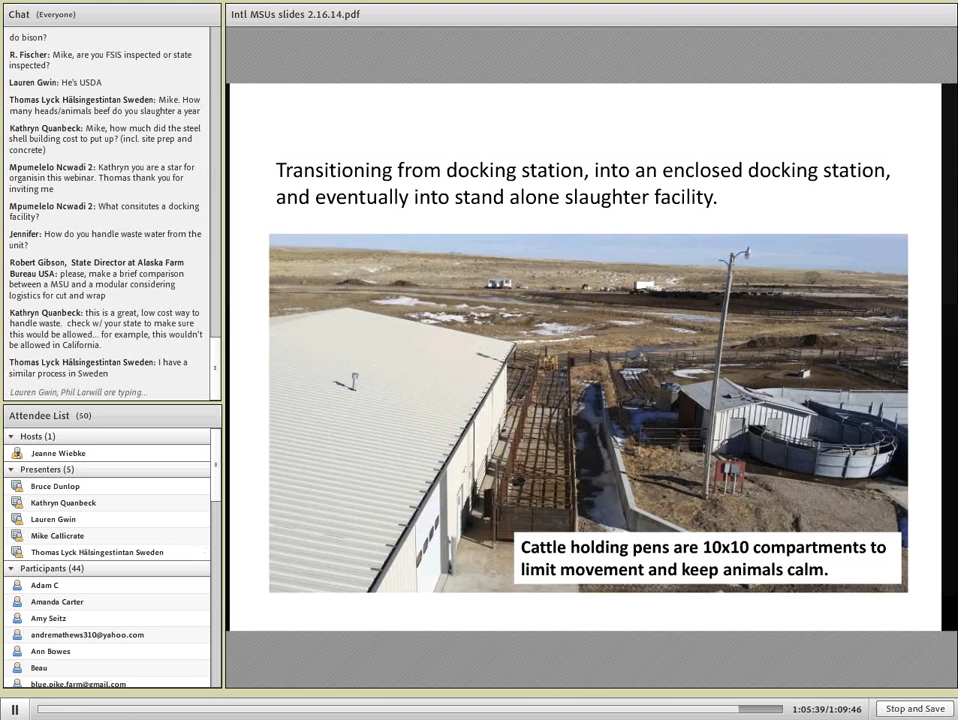 Chat (Everyone)
do bison?
R. Fischer: Mike, are you FSIS inspected or state
inspected?
Lauren Gwin: He's USDA
Thomas Lyck Hälsingestintan Sweden: Mike. How
many heads/animals beef do you slaughter a year
Kathryn Quanbeck: Mike, how much did the steel
shell building cost to put up? (incl. site prep and
concrete)
Mpumelelo Ncwadi 2: Kathryn you are a star for
organisin this webinar. Thomas thank you for
inviting me
Mpumelelo Ncwadi 2: What consitutes a docking
facility?
Jennifer: How do you handle waste water from the
unit?
Robert Gibson, State Director at Alaska Farm
Bureau USA: please, make a brief comparison
between a MSU and a modular considering
logistics for cut and wrap
Kathryn Quanbeck: this is a great, low cost way to
handle waste. check w/ your state to make sure
this would be allowed... for example, this wouldn't
be allowed in California.
Thomas Lyck Hälsingestintan Sweden: I have a
similar process in Sweden
Lauren Gwin, Phil Larwill are typing...
Attendee List (50)
Hosts (1)
Jeanne Wiebke
Presenters (5)
Bruce Dunlop
Kathryn Quanbeck
Lauren Gwin
Mike Callicrate
Thomas Lyck Hälsingestintan Sweden
Participants (44)
Adam C
Amanda Carter
Amy Seitz
andremathews310@yahoo.com
Ann Bowes
Beau
blue.pike.farm@gmail.com
Intl MSUs slides 2.16.14.pdf
Transitioning from docking station, into an enclosed docking station,
and eventually into stand alone slaughter facility.
Cattle holding pens are 10x10 compartments to
limit movement and keep animals calm.
1:05:39/1:09:46
Stop and Save